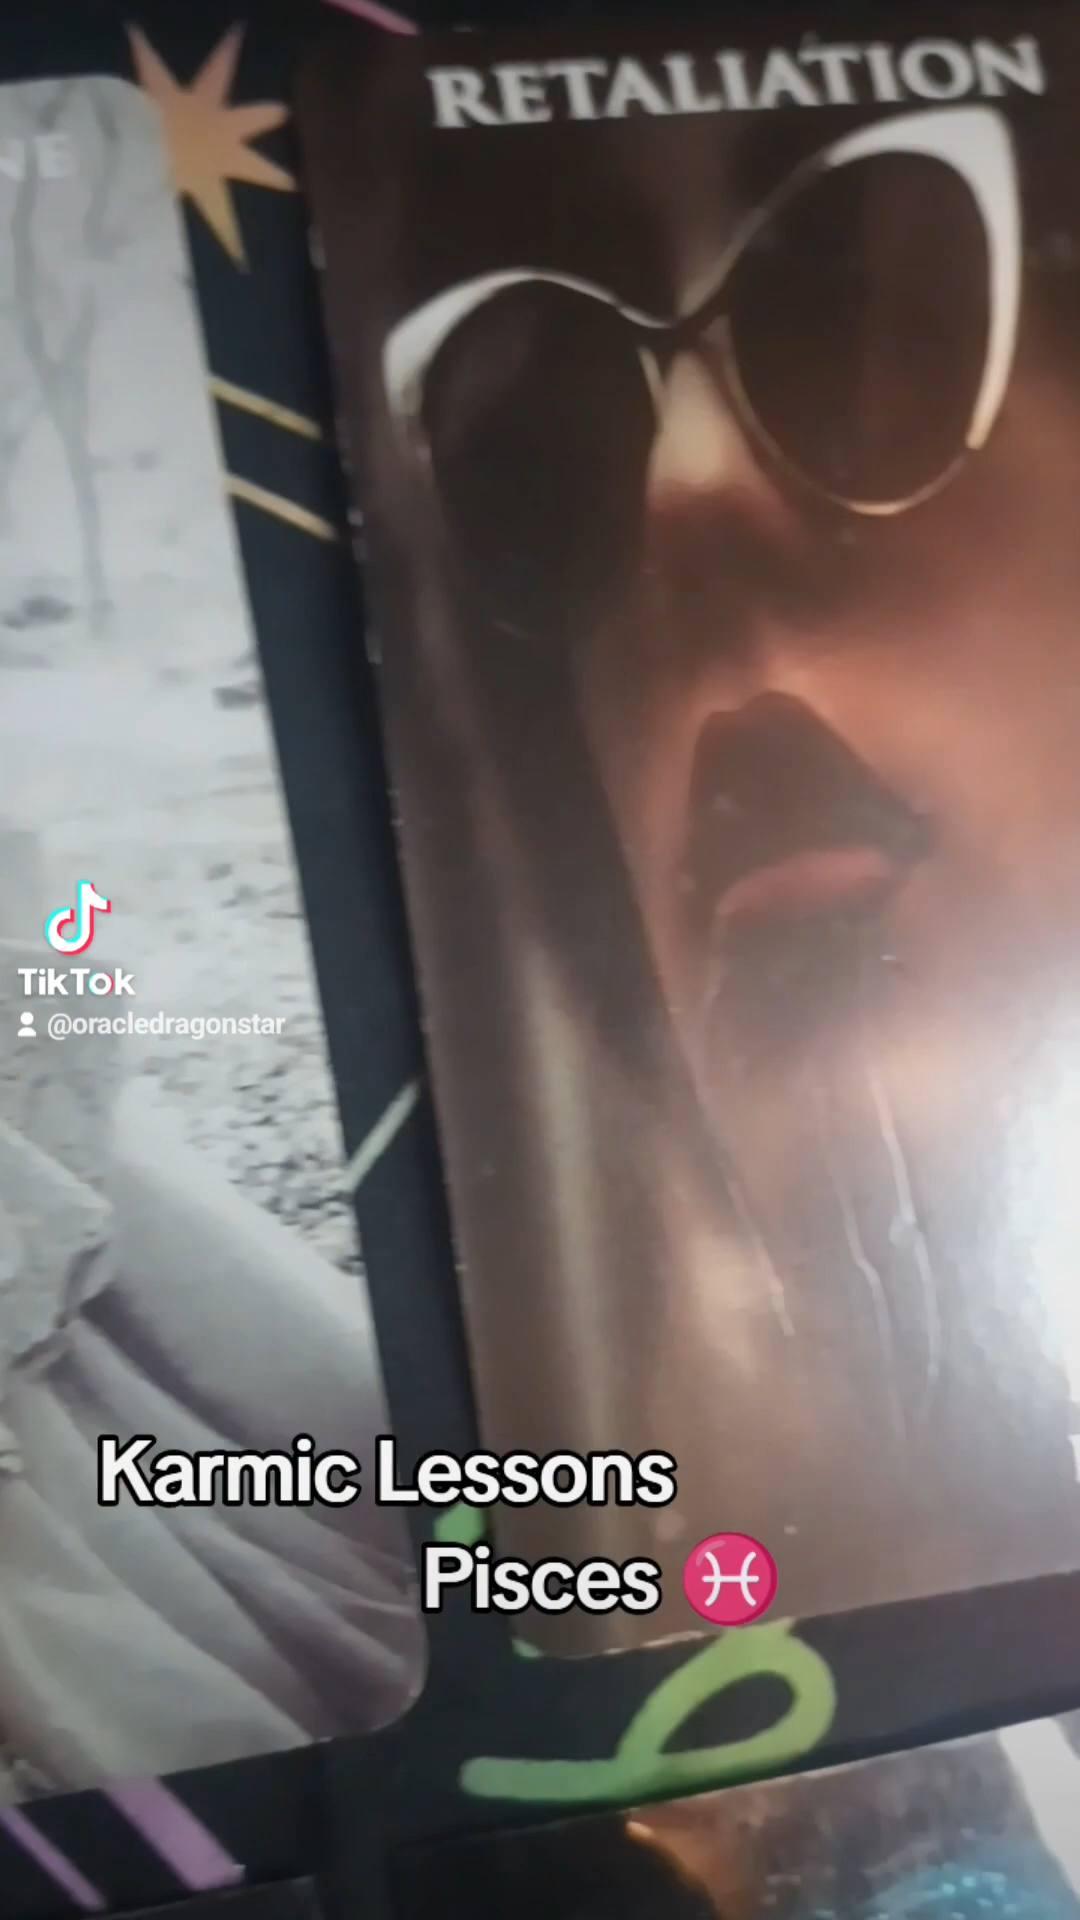 RETALIATION
TikTok
@oracledragonstar
Karmic Lessons
Pisces ♓